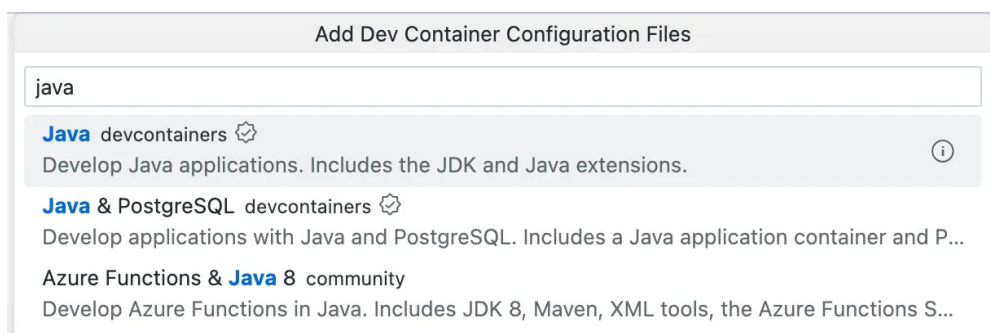 Add Dev Container Configuration Files
java
Java devcontainers
Develop Java applications. Includes the JDK and Java extensions.
Java & PostgreSQL devcontainers
Develop applications with Java and PostgreSQL. Includes a Java application container and P...
Azure Functions & Java 8 community
Develop Azure Functions in Java. Includes JDK 8, Maven, XML tools, the Azure Functions S...